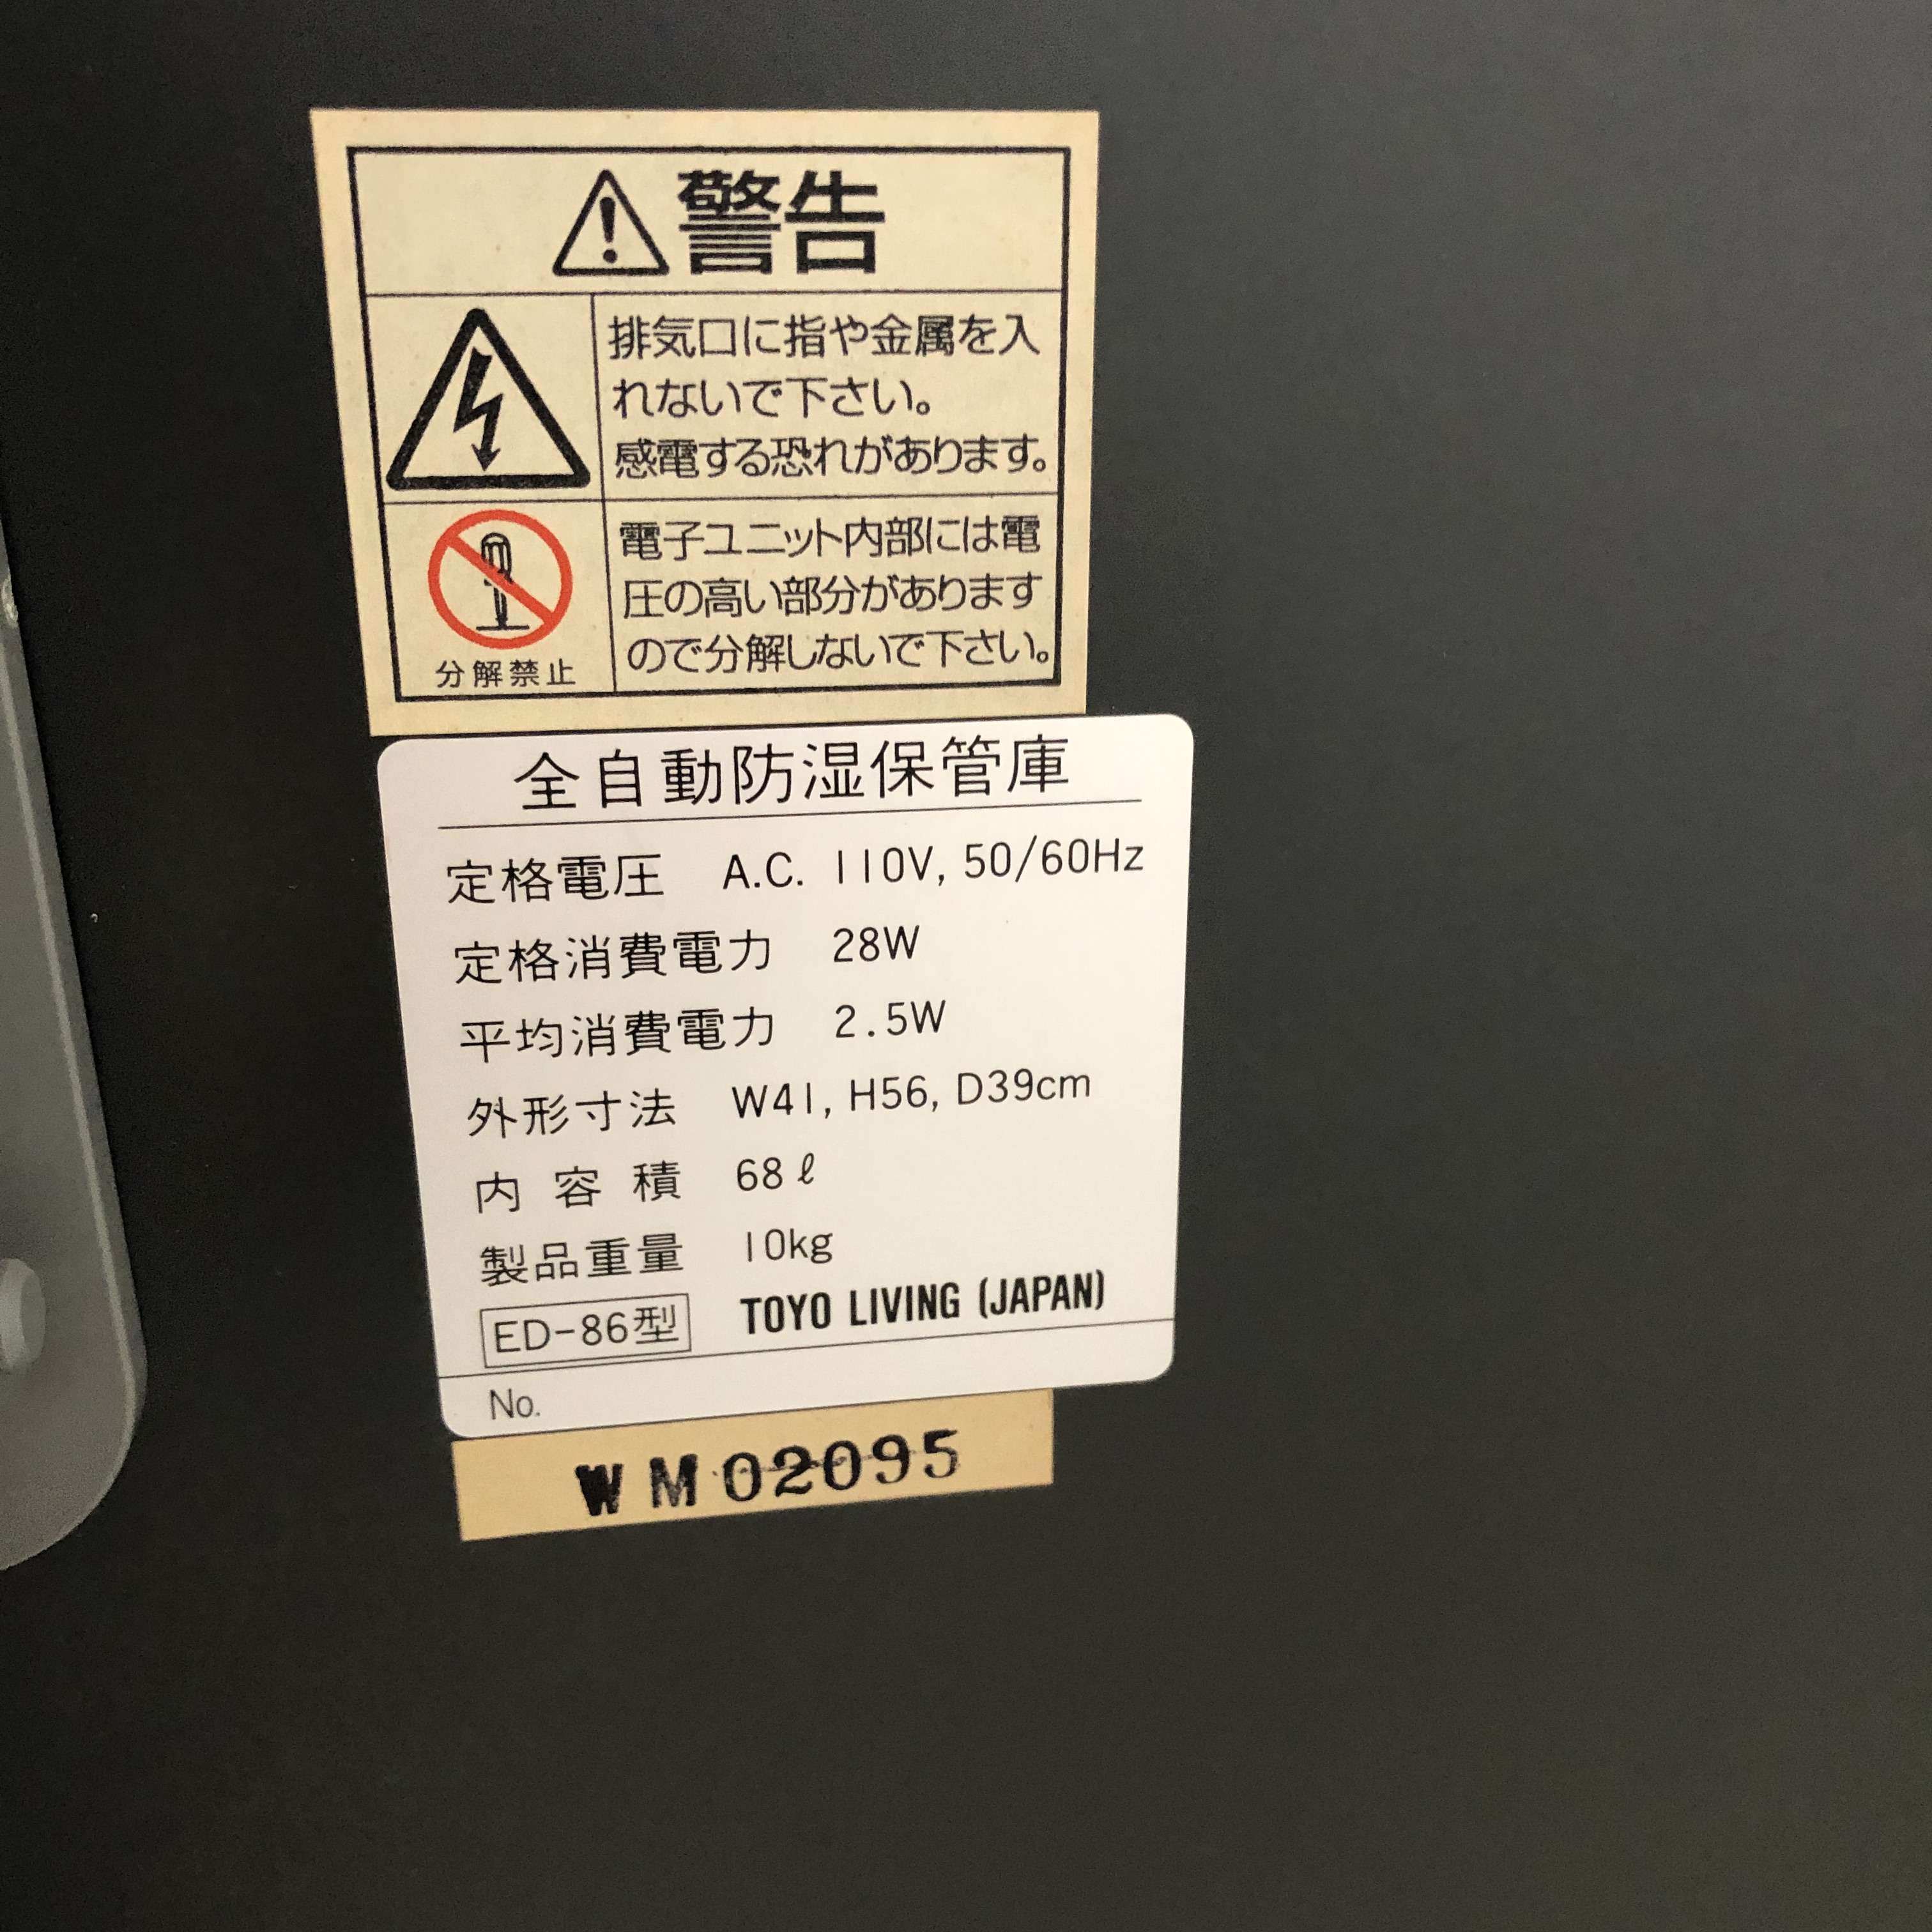 警告
排気口に指や金属を入
れないで下さい。
感電する恐れがあります。
分解禁止
電子ユニット内部には電
圧の高い部分があります
ので分解しないで下さい。
全自動防湿保管庫
定格電圧 A.C. 110V, 50/60Hz
定格消費電力 28W
平均消費電力 2.5W
外形寸法 W41, H56, D39cm
内容積 68ℓ
製品重量 10kg
ED-86型 TOYO LIVING (JAPAN)
No.
WM02095